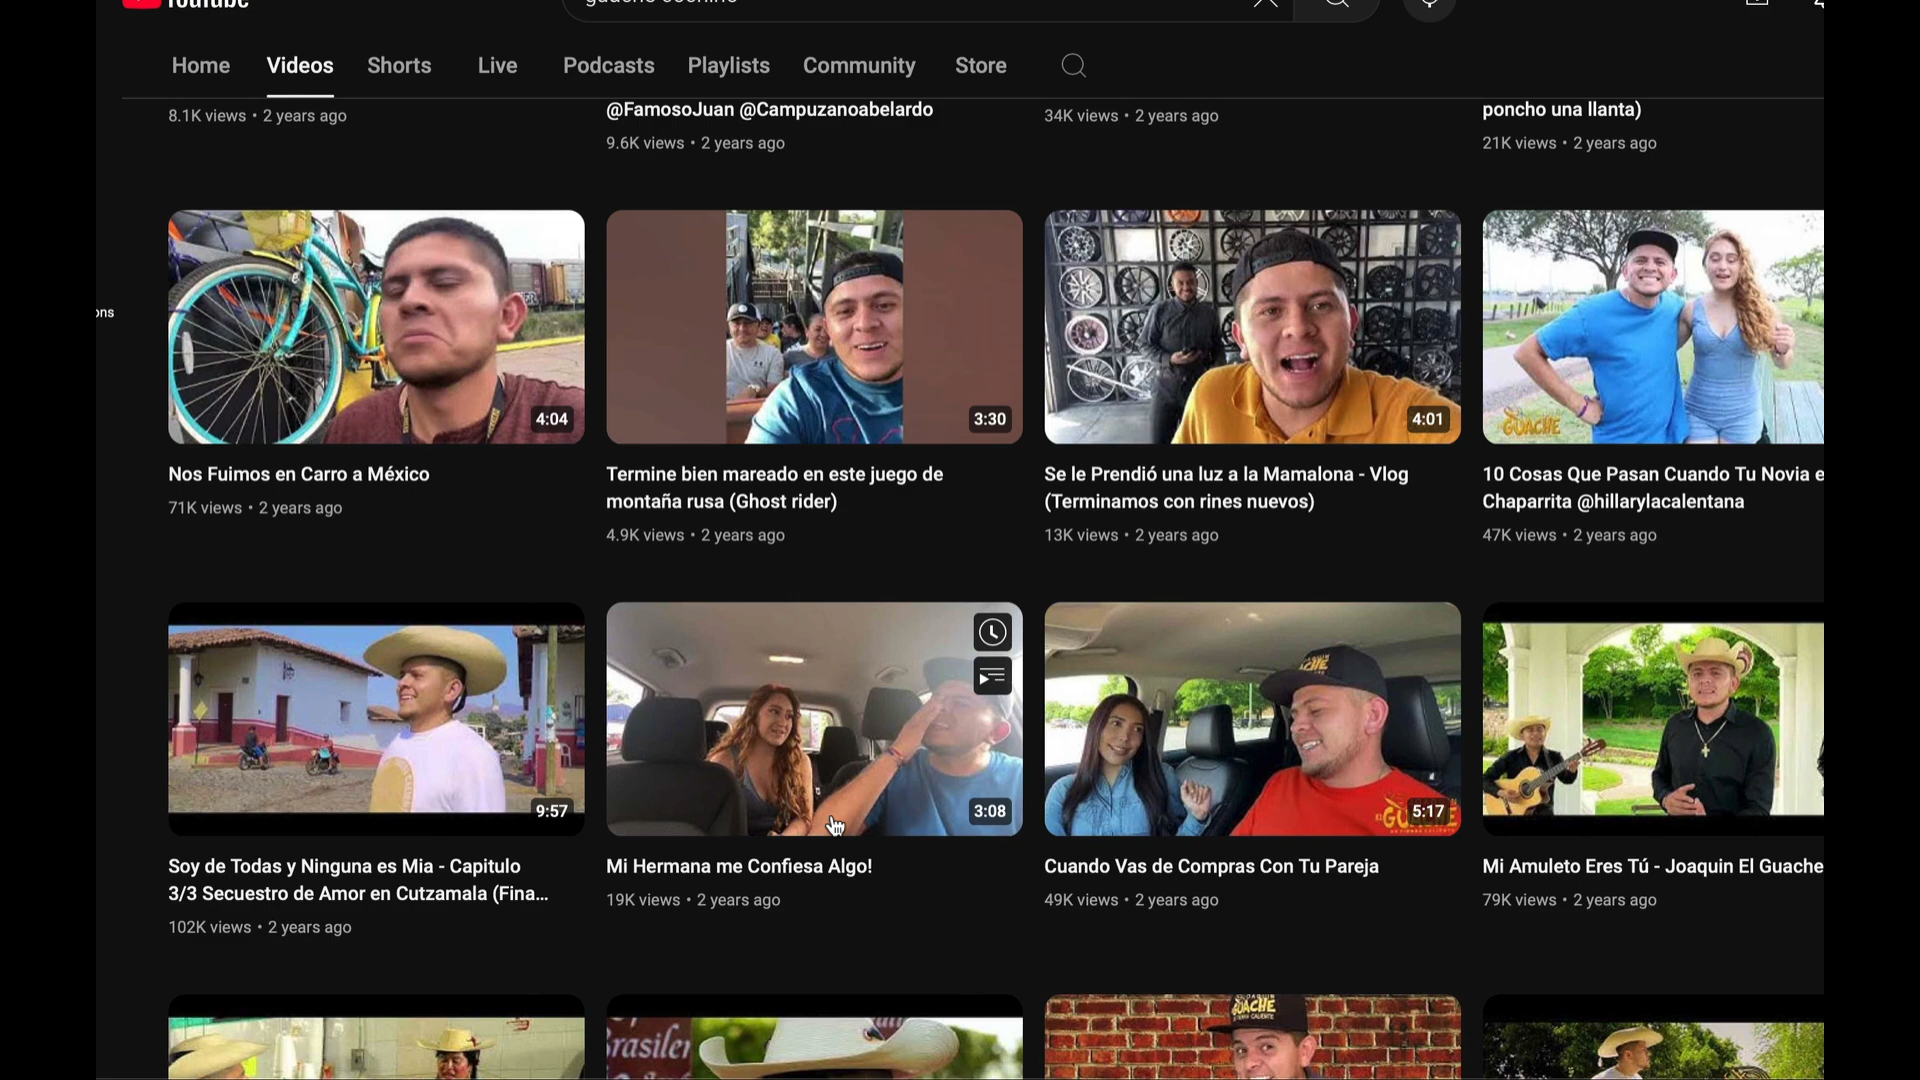 YouTube
Home Videos Shorts Live Podcasts Playlists Community Store
8.1K views • 2 years ago
@FamosoJuan @Campuzanoabelardo
9.6K views • 2 years ago
34K views • 2 years ago
poncho una llanta)
21K views • 2 years ago
ons
4:04
3:30
4:01
GUACHE
Nos Fuimos en Carro a México
71K views • 2 years ago
Termine bien mareado en este juego de
montaña rusa (Ghost rider)
4.9K views • 2 years ago
Se le Prendió una luz a la Mamalona - Vlog
(Terminamos con rines nuevos)
13K views • 2 years ago
10 Cosas Que Pasan Cuando Tu Novia e
Chaparrita @hillarylacalentana
47K views • 2 years ago
9:57
3:08
GUACHE
EL GUACHE
5:17
Soy de Todas y Ninguna es Mia - Capitulo
3/3 Secuestro de Amor en Cutzamala (Fina...
102K views • 2 years ago
Mi Hermana me Confiesa Algo!
19K views • 2 years ago
Cuando Vas de Compras Con Tu Pareja
49K views • 2 years ago
Mi Amuleto Eres Tú - Joaquin El Guache
79K views • 2 years ago
GUACHE